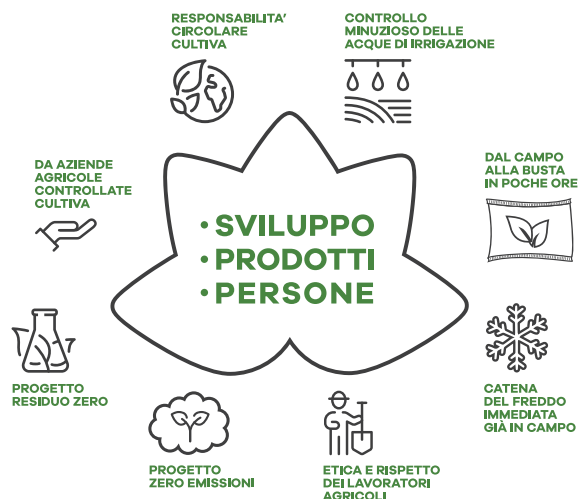 RESPONSABILITA'
CIRCOLARE
CULTIVA
CONTROLLO
MINUZIOSO DELLE
ACQUE DI IRRIGAZIONE
DA AZIENDE
AGRICOLE
CONTROLLATE
CULTIVA
DAL CAMPO
ALLA BUSTA
IN POCHE ORE
• SVILUPPO
• PRODOTTI
• PERSONE
PROGETTO
RESIDUO ZERO
CATENA
DEL FREDDO
IMMEDIATA
GIÀ IN CAMPO
PROGETTO
ZERO EMISSIONI
ETICA E RISPETTO
DEI LAVORATORI
AGRICOLI